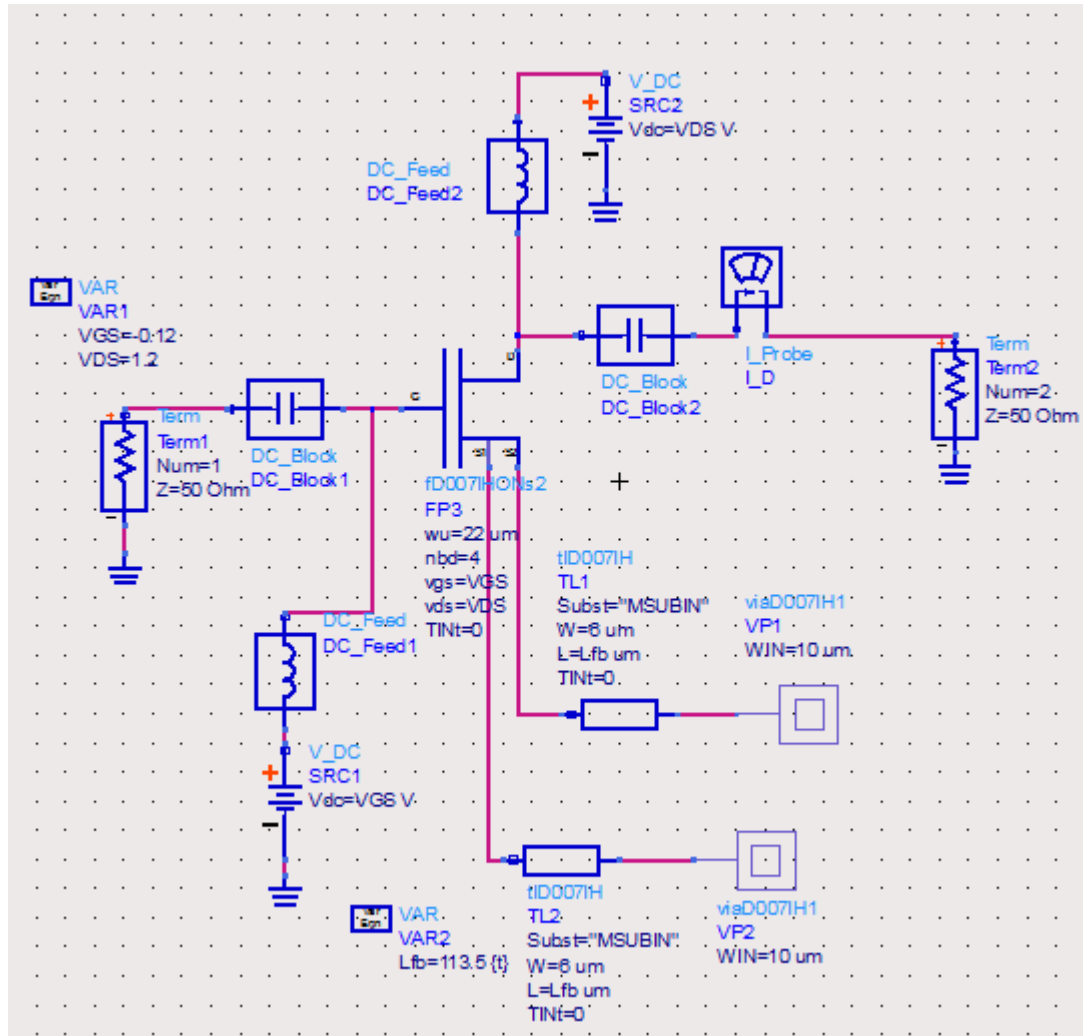 V_DC
SRC2
Vdc=VDS V
DC_Feed
DC_Feed2
VAR
VAR1
VGS=-0.12
VDS=1.2
I_Probe
I_D
Term
Term2
Num=2
Z=50 Ohm
DC_Block
DC_Block2
Term
Term1
Num=1
Z=50 Ohm
DC_Block
DC_Block1
G
fD007IHONs2
FP3
wu=22 um
nbd=4
vgs=VGS
vds=VDS
TINt=0
tlD007IH
TL1
Subst="MSUBIN"
W=6 um
L=Lfb um
TINt=0
viaD007IH1
VP1
WIN=10 um
DC_Feed
DC_Feed1
V_DC
SRC1
Vdc=VGS V
VAR
VAR2
Lfb=113.5 {t}
tlD007IH
TL2
Subst="MSUBIN"
W=6 um
L=Lfb um
TINt=0
viaD007IH1
VP2
WIN=10 um